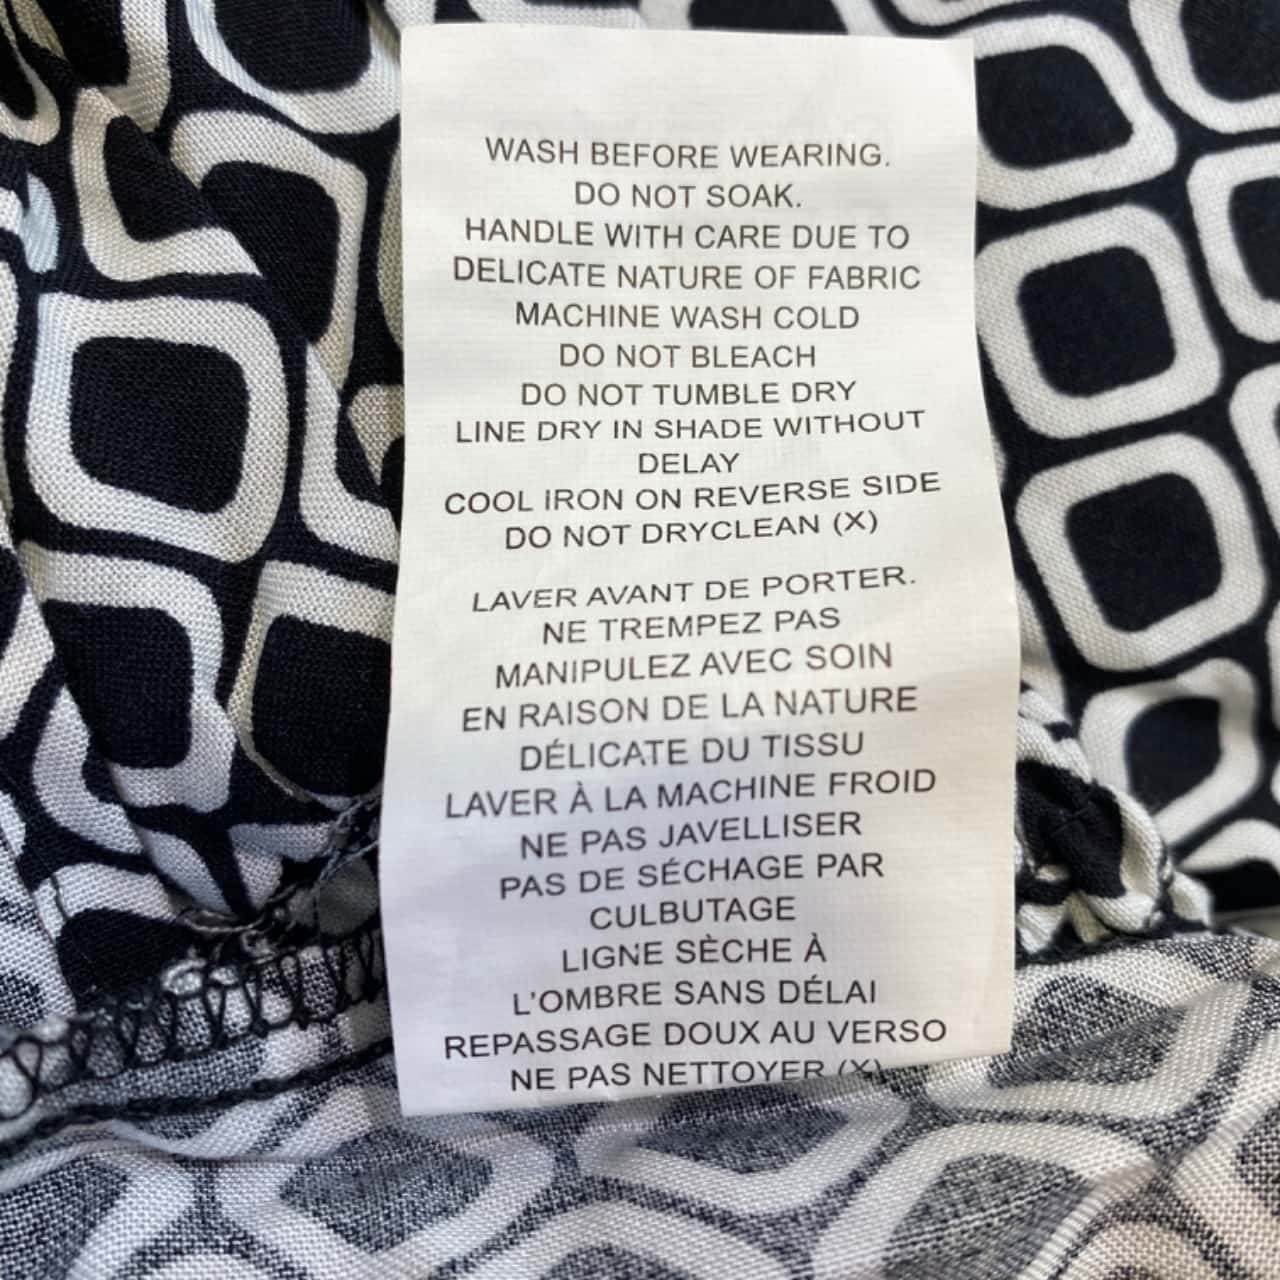 WASH BEFORE WEARING.
DO NOT SOAK.
HANDLE WITH CARE DUE TO
DELICATE NATURE OF FABRIC
MACHINE WASH COLD
DO NOT BLEACH
DO NOT TUMBLE DRY
LINE DRY IN SHADE WITHOUT
DELAY
COOL IRON ON REVERSE SIDE
DO NOT DRYCLEAN (X)
LAVER AVANT DE PORTER.
NE TREMPEZ PAS
MANIPULEZ AVEC SOIN
EN RAISON DE LA NATURE
DÉLICATE DU TISSU
LAVER À LA MACHINE FROID
NE PAS JAVELLISER
PAS DE SÉCHAGE PAR
CULBUTAGE
LIGNE SÈCHE À
L'OMBRE SANS DÉLAI
REPASSAGE DOUX AU VERSO
NE PAS NETTOYER (X)